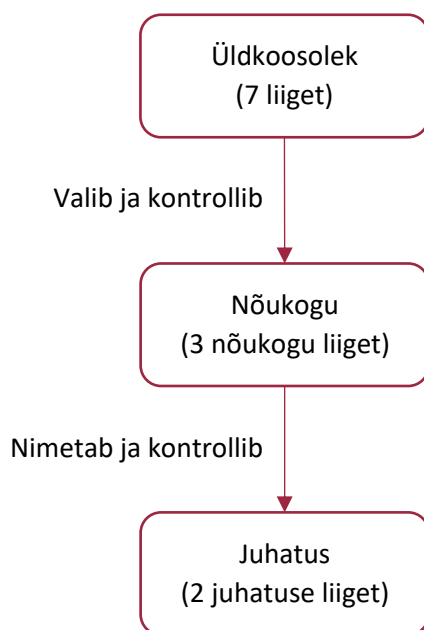 Üldkoosolek
(7 liiget)
Valib ja kontrollib
Nõukogu
(3 nõukogu liiget)
Nimetab ja kontrollib
Juhatus
(2 juhatuse liiget)